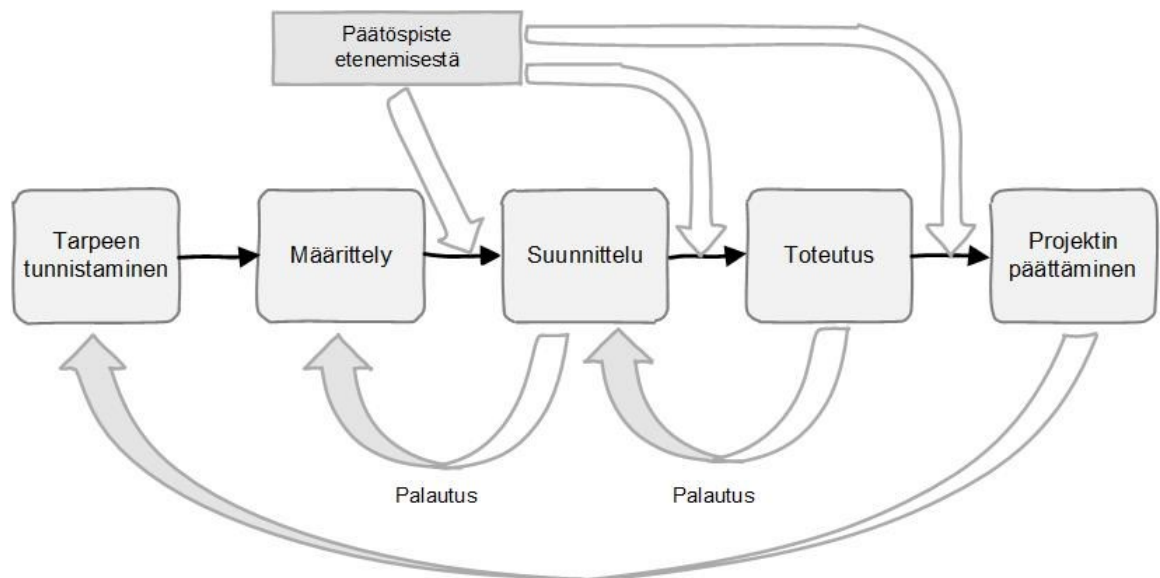 Päätöspiste
etenemisestä
Tarpeen
tunnistaminen
Määrittely
Suunnittelu
Toteutus
Projektin
päättäminen
Palautus
Palautus